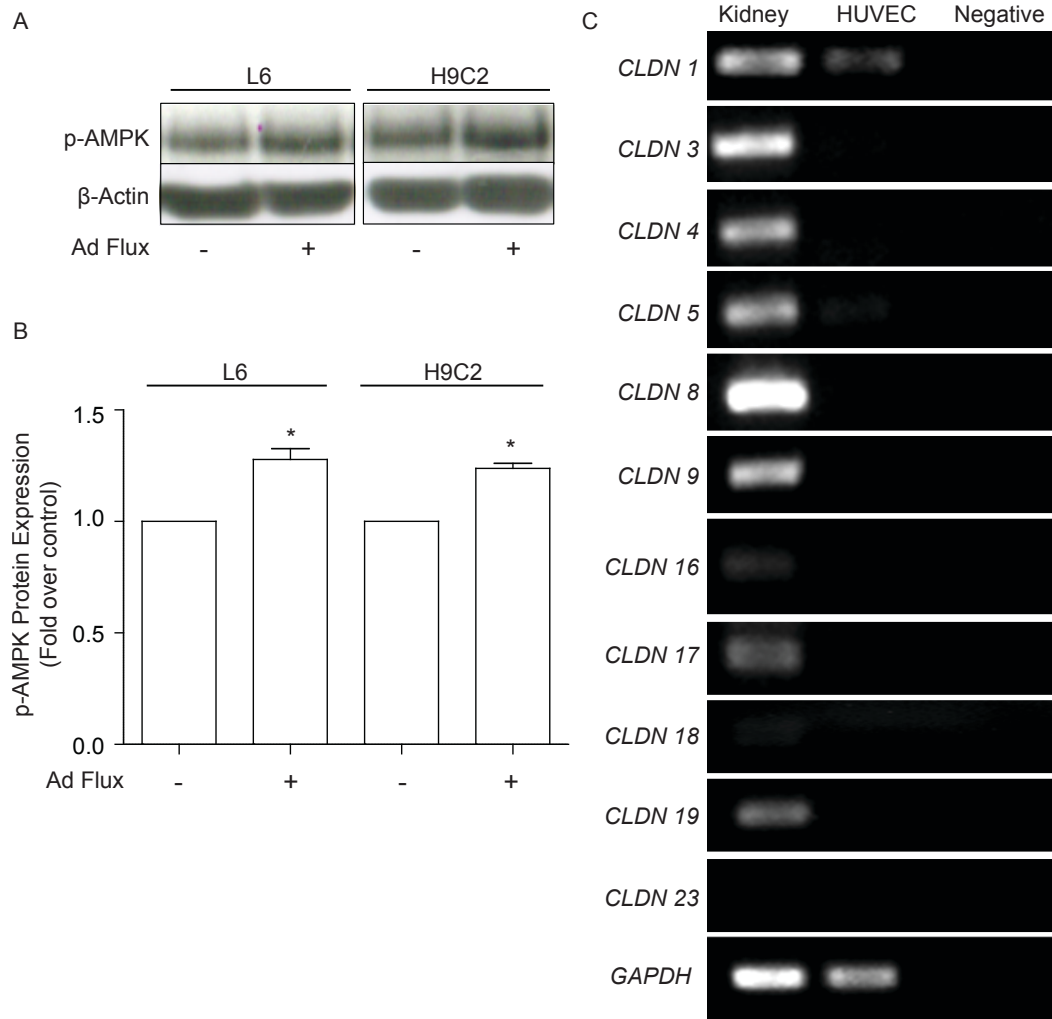 A
L6 H9C2
p-AMPK
β-Actin
Ad Flux - + - +
B
L6 H9C2
p-AMPK Protein Expression
(Fold over control)
1.5
1.0
0.5
0.0
* *
Ad Flux - + - +
C
Kidney HUVEC Negative
CLDN 1
CLDN 3
CLDN 4
CLDN 5
CLDN 8
CLDN 9
CLDN 16
CLDN 17
CLDN 18
CLDN 19
CLDN 23
GAPDH